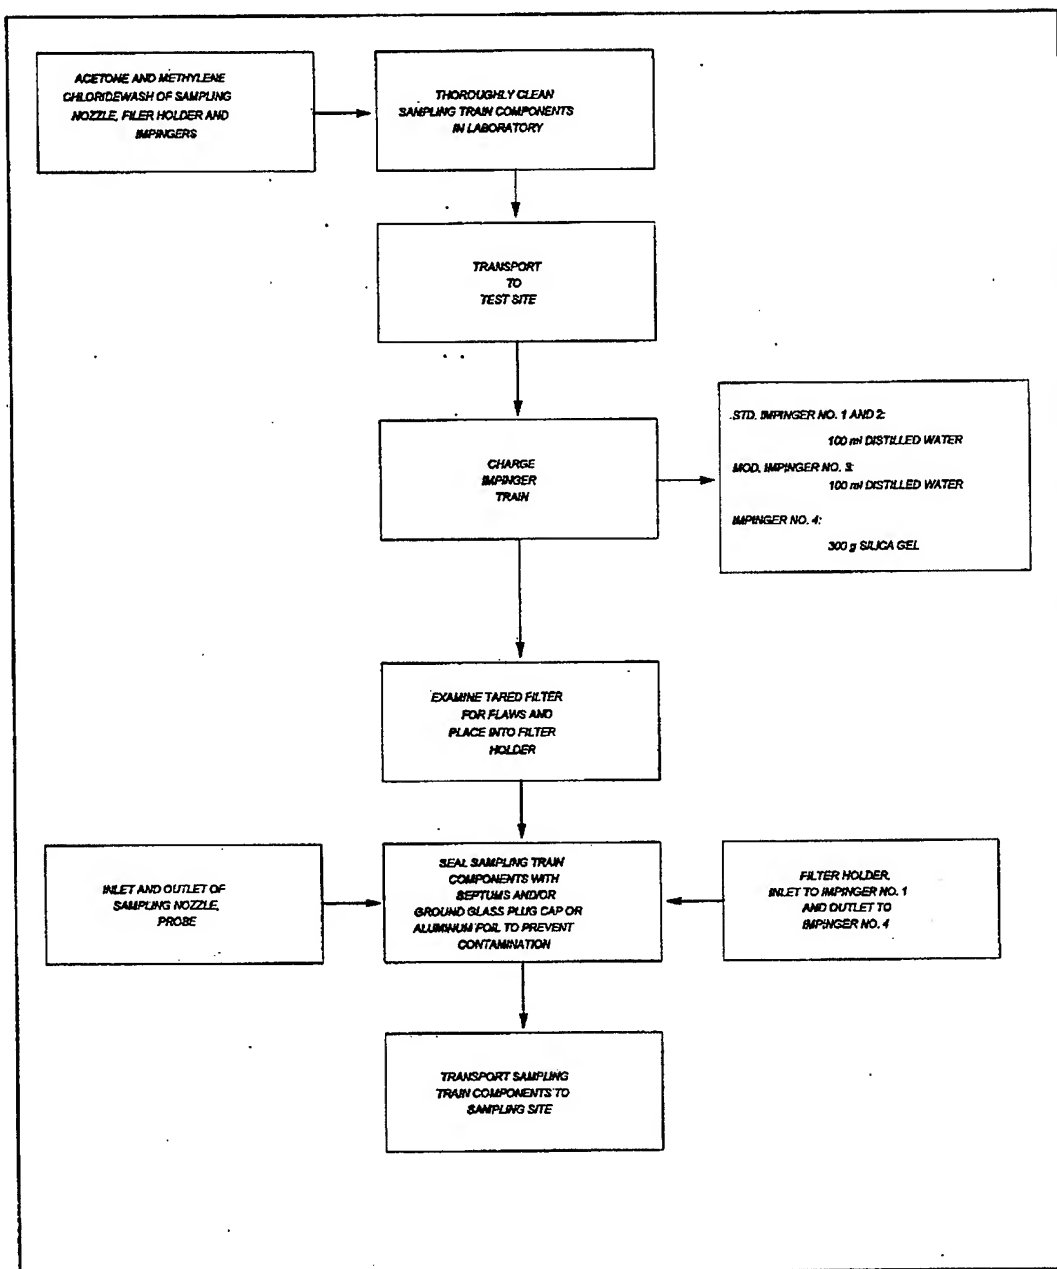 ACETONE AND METHYLENE
CHLORIDEWASH OF SAMPLING
NOZZLE, FILER HOLDER AND
IMPINGERS
THOROUGHLY CLEAN
SAMPLING TRAIN COMPONENTS
IN LABORATORY
TRANSPORT
TO
TEST SITE
CHARGE
IMPINGER
TRAIN
STD. IMPINGER NO. 1 AND 2:
100 ml DISTILLED WATER
MOD. IMPINGER NO. 3:
100 ml DISTILLED WATER
IMPINGER NO. 4:
300 g SILICA GEL
EXAMINE TARED FILTER
FOR FLAWS AND
PLACE INTO FILTER
HOLDER
INLET AND OUTLET OF
SAMPLING NOZZLE,
PROBE
SEAL SAMPLING TRAIN
COMPONENTS WITH
SEPTUMS AND/OR
GROUND GLASS PLUG CAP OR
ALUMINUM FOIL TO PREVENT
CONTAMINATION
FILTER HOLDER,
INLET TO IMPINGER NO. 1
AND OUTLET TO
IMPINGER NO. 4
TRANSPORT SAMPLING
TRAIN COMPONENTS TO
SAMPLING SITE